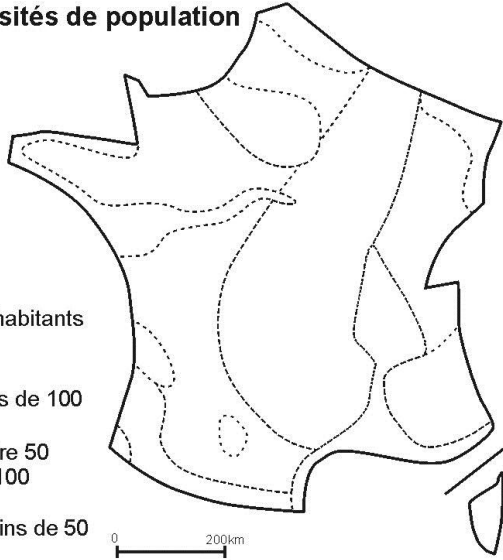 sités de population
habitants
s de 100
re 50
100
ins de 50
0 200km